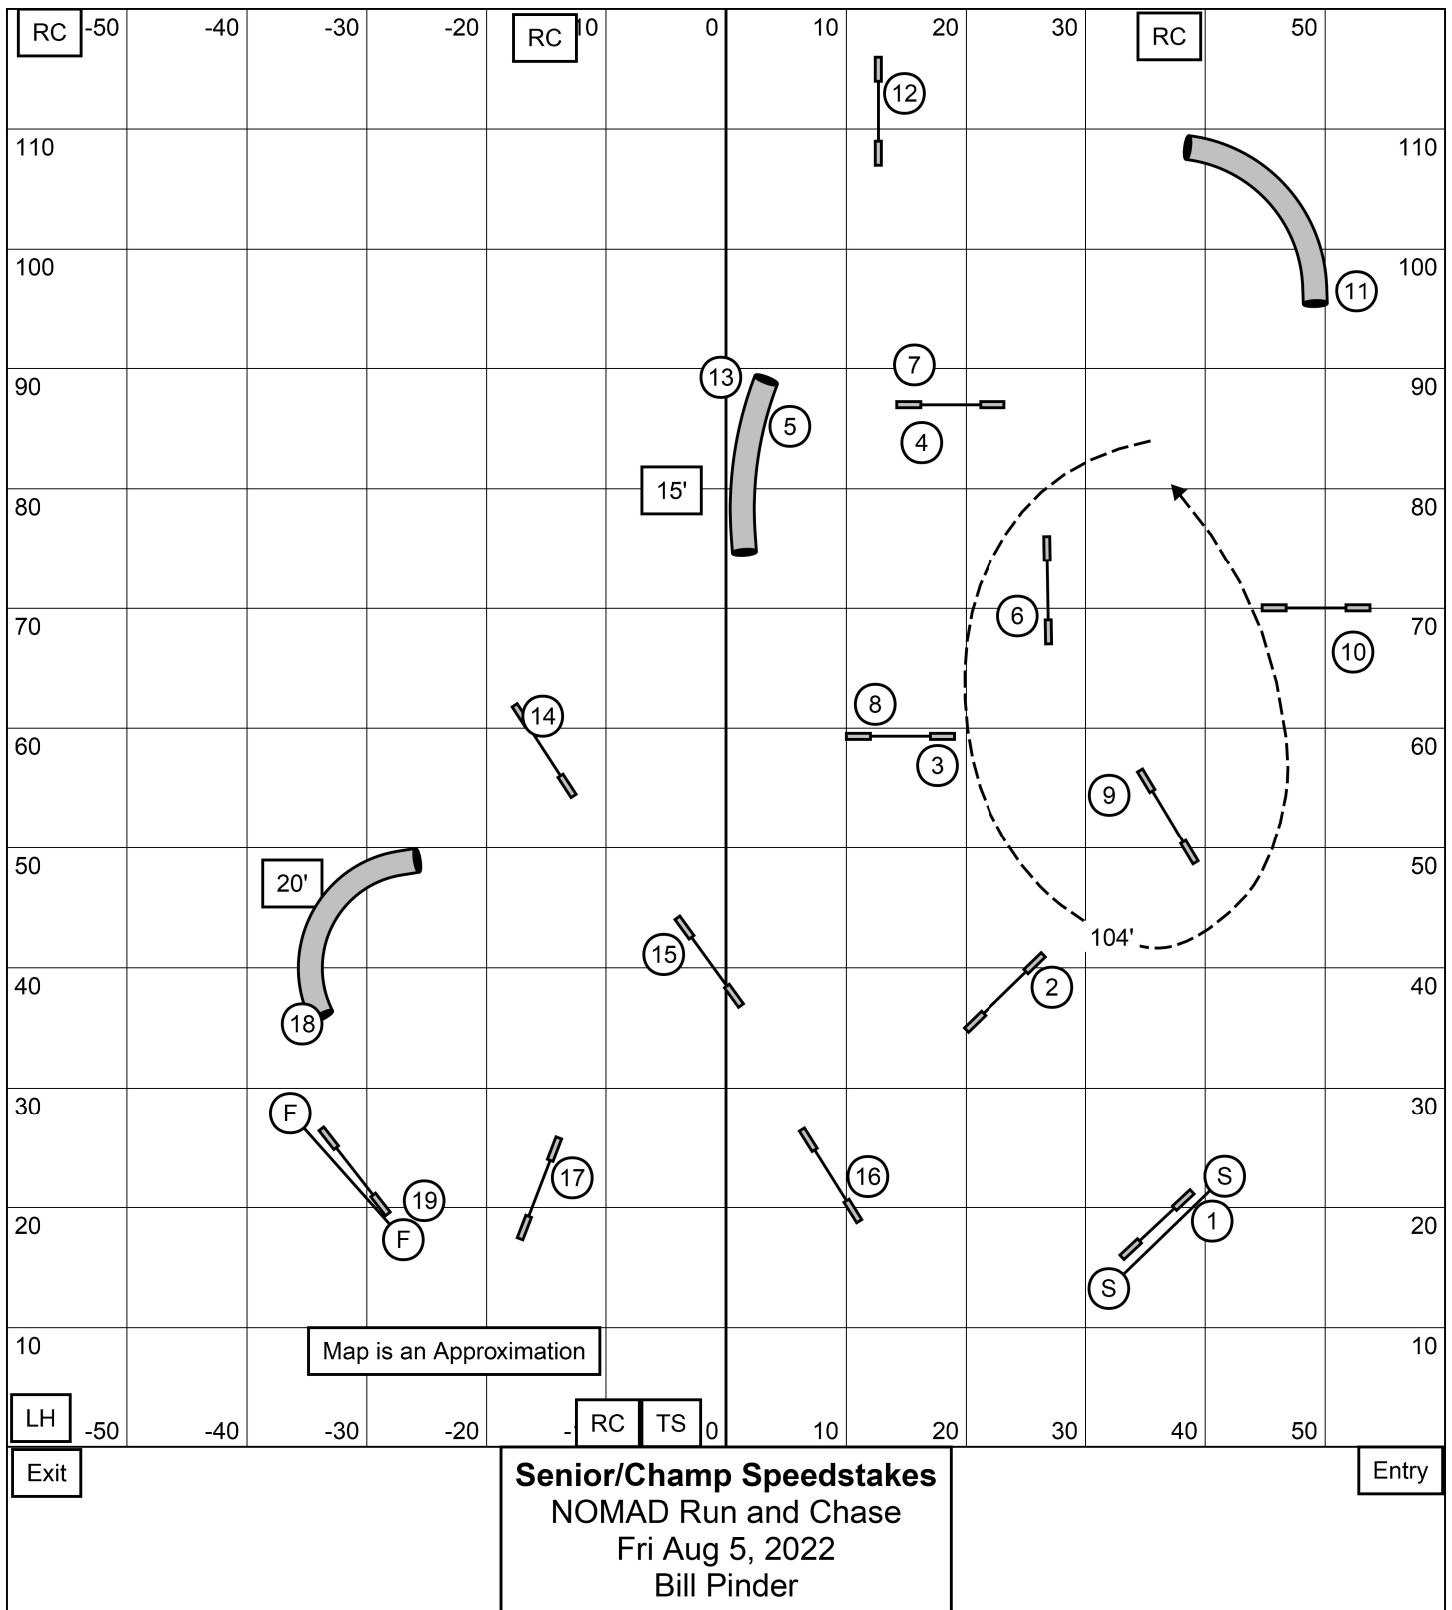 RC -50 -40 -30 -20 RC 10 0 10 20 30 RC 50
12
110 110
100 100
11
7
90 13 90
5
4
15'
80 80
6
70 70
10
14
8
60 60
3
9
50 50
20'
104'
15
2
40 40
18
30 F 30
17 16 S
19 1
20 F 20
S
10 Map is an Approximation 10
LH -50 -40 -30 -20 - RC TS 0 10 20 30 40 50
Exit Entry
Senior/Champ Speedstakes
NOMAD Run and Chase
Fri Aug 5, 2022
Bill Pinder